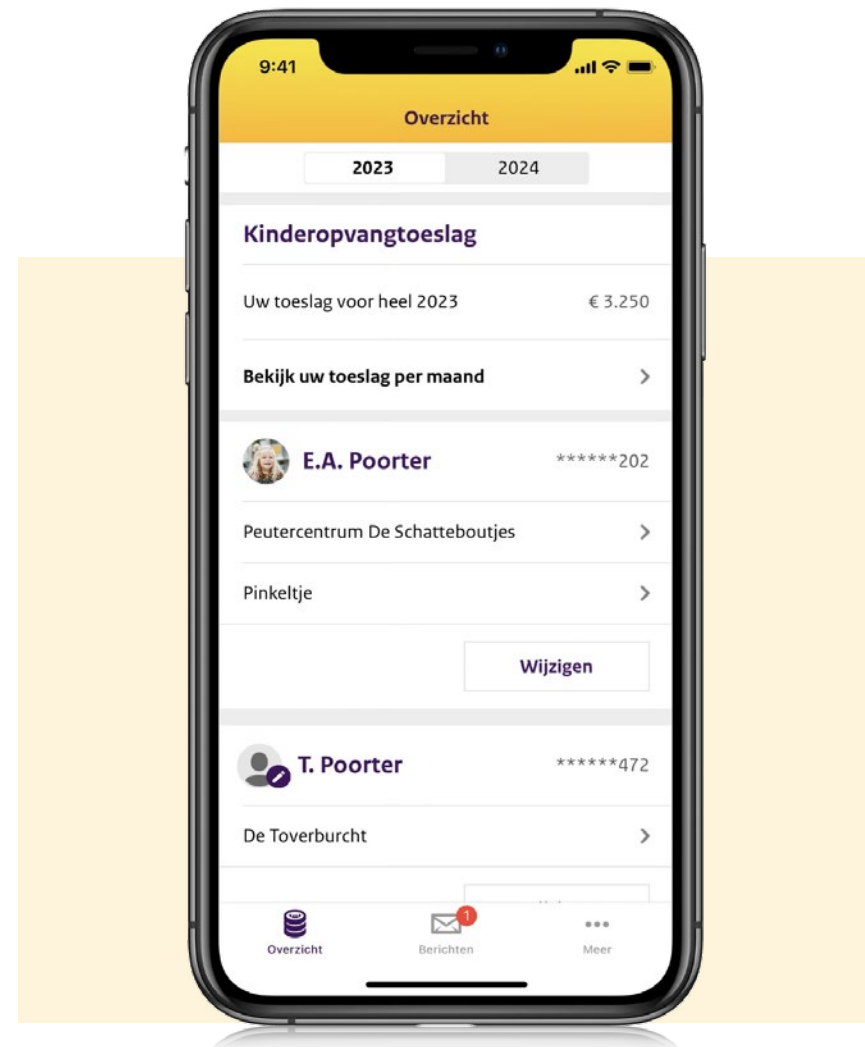 9:41
Overzicht
2023 2024
Kinderopvangtoeslag
Uw toeslag voor heel 2023 € 3.250
Bekijk uw toeslag per maand
E.A. Poorter ******202
Peutercentrum De Schatteboutjes
Pinkeltje
Wijzigen
T. Poorter ******472
De Toverburcht
1
Overzicht Berichten Meer